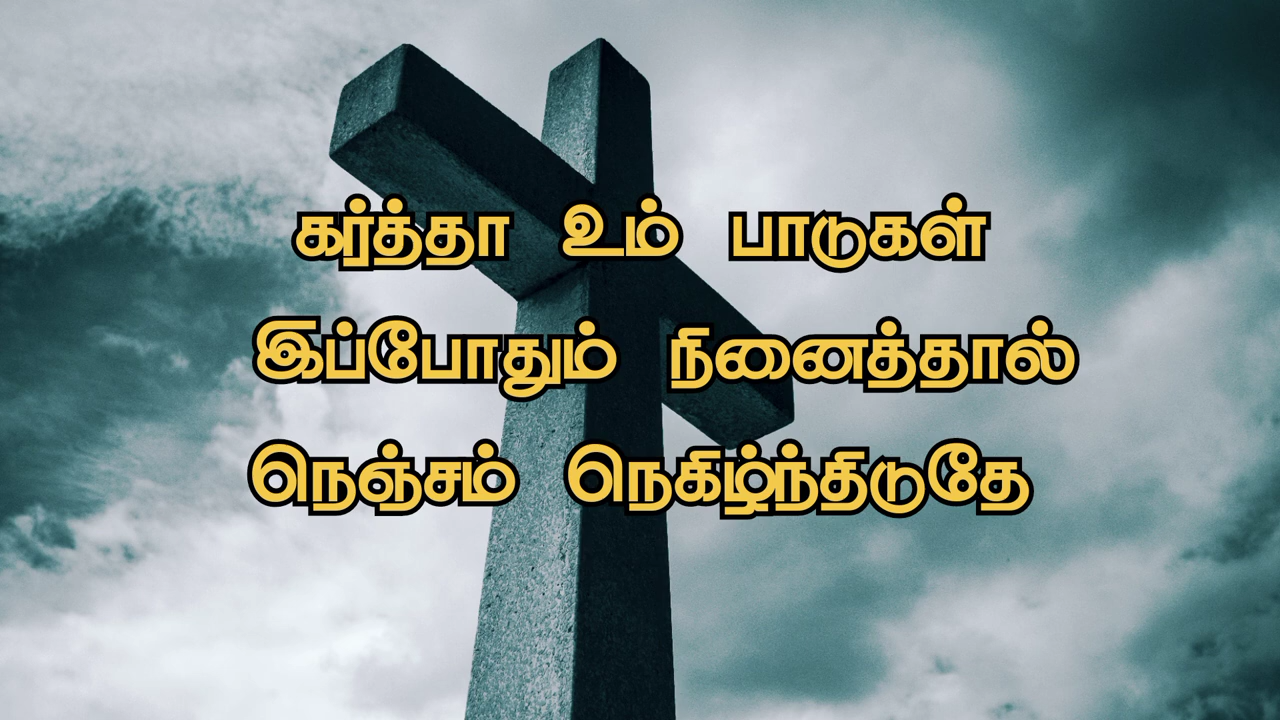 கர்த்தா உம் பாடுகள்
இப்போதும் நினைத்தால்
நெஞ்சம் நெகிழ்ந்திடுதே